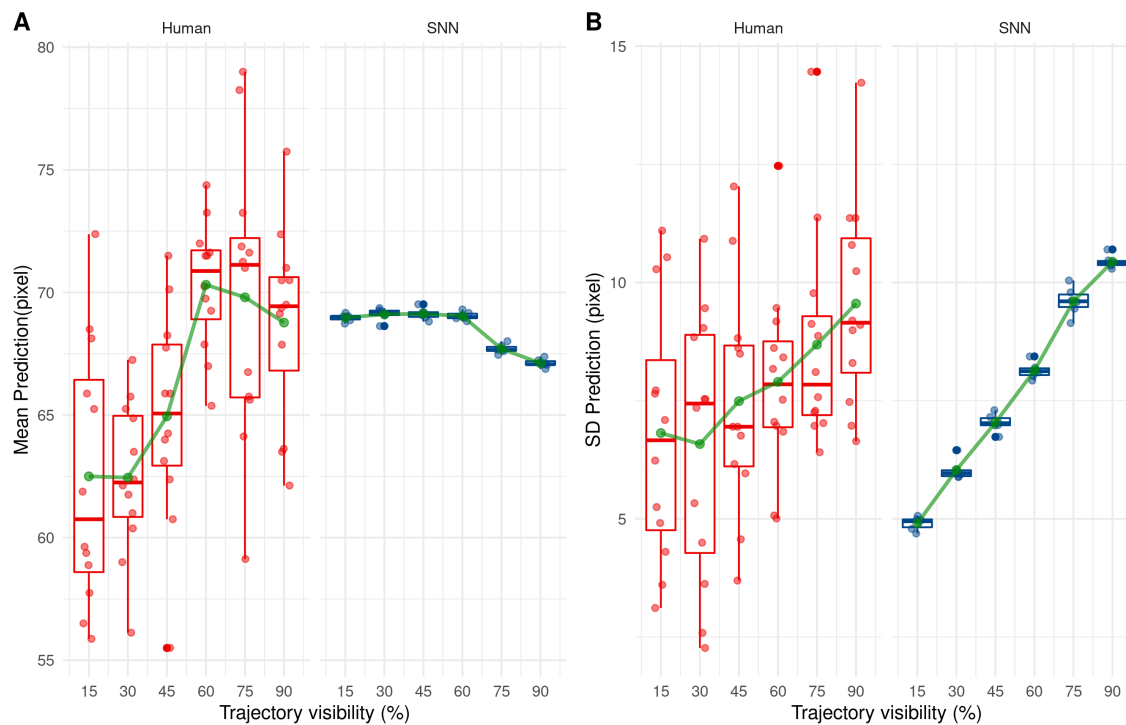 A
Human
SNN
Mean Prediction(pixel)
80
75
70
65
60
55
15 30 45 60 75 90
15 30 45 60 75 90
Trajectory visibility (%)
B
Human
SNN
SD Prediction (pixel)
15
10
5
15 30 45 60 75 90
15 30 45 60 75 90
Trajectory visibility (%)